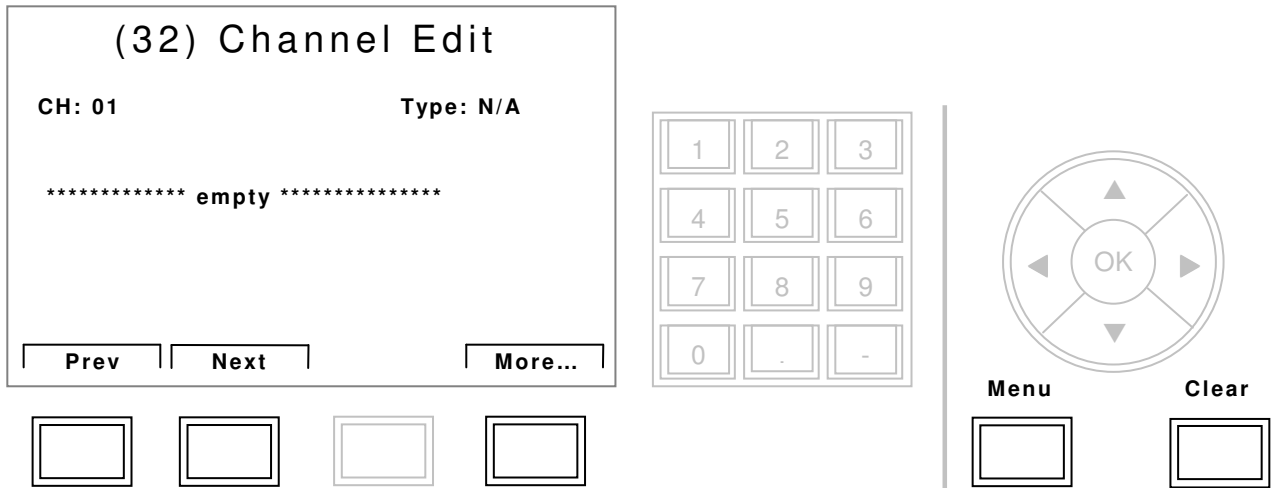 (32) Channel Edit
CH: 01 Type: N/A
************* empty ***************
Prev Next More...
1 2 3
4 5 6
7 8 9
0 . -
OK
Menu Clear